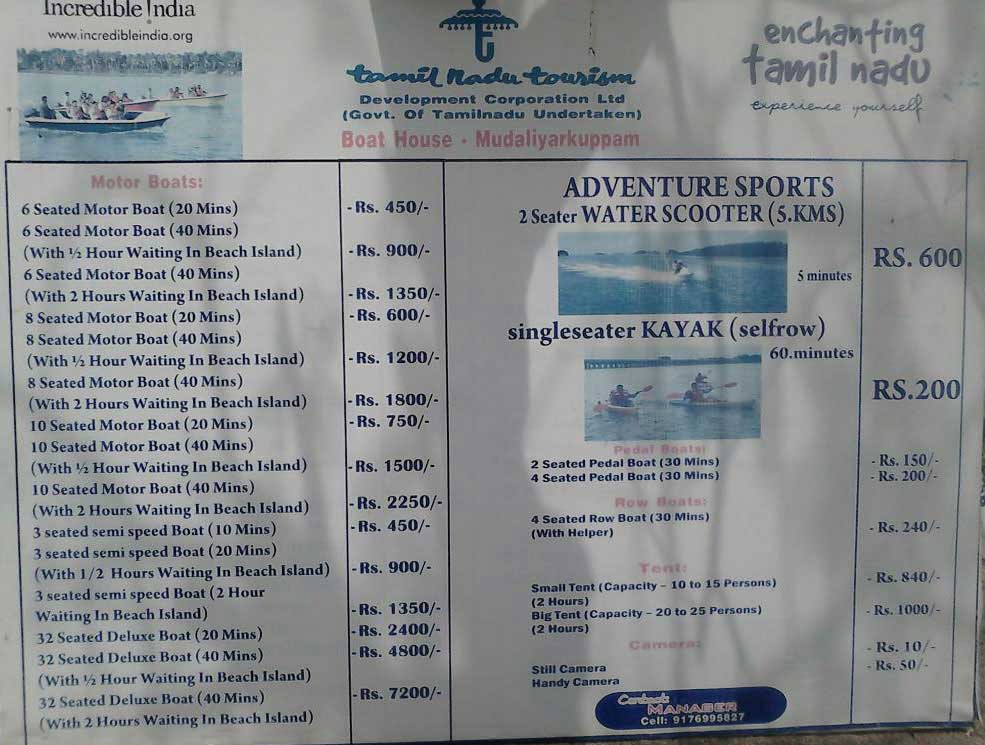 Incredible !ndia
www.incredibleindia.org
tamil nadu tourism
Development Corporation Ltd
(Govt. Of Tamilnadu Undertaken)
Boat House · Mudaliyarkuppam
enchanting
tamil nadu
experience yourself
Motor Boats:
6 Seated Motor Boat (20 Mins) - Rs. 450/-
6 Seated Motor Boat (40 Mins)
(With ½ Hour Waiting In Beach Island) - Rs. 900/-
6 Seated Motor Boat (40 Mins)
(With 2 Hours Waiting In Beach Island) - Rs. 1350/-
8 Seated Motor Boat (20 Mins) - Rs. 600/-
8 Seated Motor Boat (40 Mins)
(With ½ Hour Waiting In Beach Island) - Rs. 1200/-
8 Seated Motor Boat (40 Mins)
(With 2 Hours Waiting In Beach Island) - Rs. 1800/-
10 Seated Motor Boat (20 Mins) - Rs. 750/-
10 Seated Motor Boat (40 Mins)
(With ½ Hour Waiting In Beach Island) - Rs. 1500/-
10 Seated Motor Boat (40 Mins)
(With 2 Hours Waiting In Beach Island) - Rs. 2250/-
3 seated semi speed Boat (10 Mins) - Rs. 450/-
3 seated semi speed Boat (20 Mins)
(With 1/2 Hours Waiting In Beach Island) - Rs. 900/-
3 seated semi speed Boat (2 Hour
Waiting In Beach Island) - Rs. 1350/-
32 Seated Deluxe Boat (20 Mins) - Rs. 2400/-
32 Seated Deluxe Boat (40 Mins) - Rs. 4800/-
(With ½ Hour Waiting In Beach Island)
32 Seated Deluxe Boat (40 Mins) - Rs. 7200/-
(With 2 Hours Waiting In Beach Island)
ADVENTURE SPORTS
2 Seater WATER SCOOTER (5.KMS)
5 minutes RS. 600
singleseater KAYAK (selfrow)
60.minutes
RS.200
Pedal Boats:
2 Seated Pedal Boat (30 Mins) - Rs. 150/-
4 Seated Pedal Boat (30 Mins) - Rs. 200/-
Row Boats:
4 Seated Row Boat (30 Mins)
(With Helper) - Rs. 240/-
Tent:
Small Tent (Capacity – 10 to 15 Persons) - Rs. 840/-
(2 Hours)
Big Tent (Capacity – 20 to 25 Persons) - Rs. 1000/-
(2 Hours)
Camera:
Still Camera - Rs. 10/-
Handy Camera - Rs. 50/-
Contact:
MANAGER
Cell: 9176995827